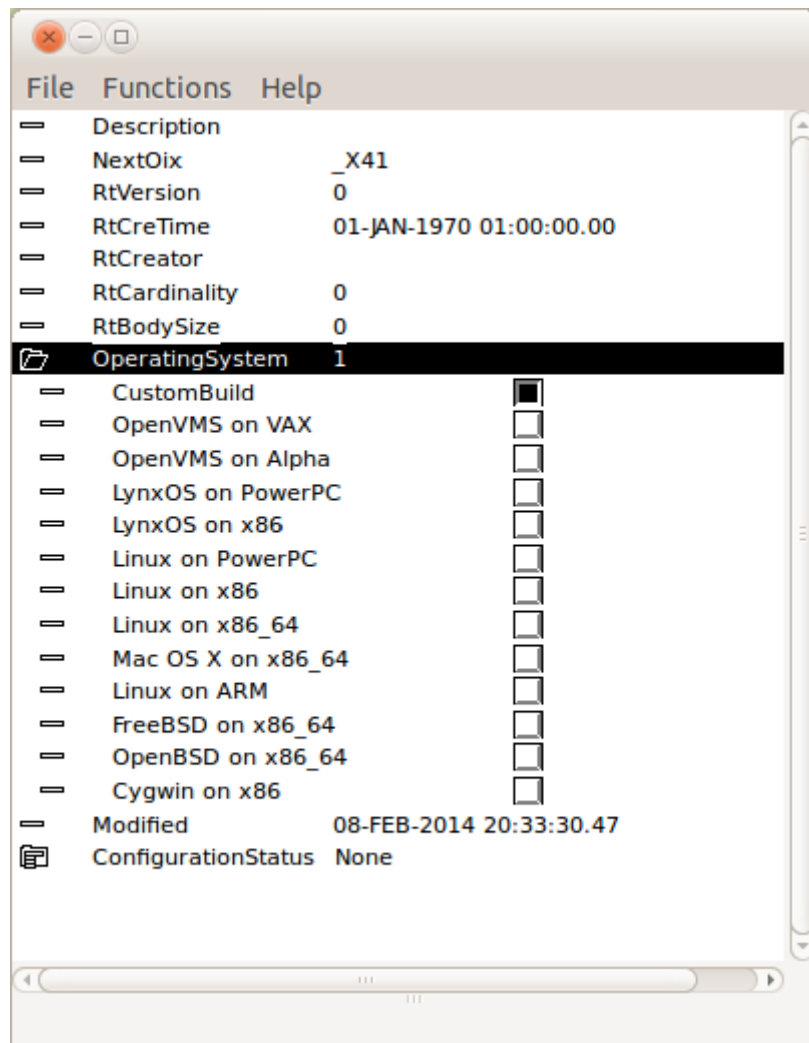 File Functions Help
Description
NextOix _X41
RtVersion 0
RtCreTime 01-JAN-1970 01:00:00.00
RtCreator
RtCardinality 0
RtBodySize 0
OperatingSystem 1
CustomBuild
OpenVMS on VAX
OpenVMS on Alpha
LynxOS on PowerPC
LynxOS on x86
Linux on PowerPC
Linux on x86
Linux on x86_64
Mac OS X on x86_64
Linux on ARM
FreeBSD on x86_64
OpenBSD on x86_64
Cygwin on x86
Modified 08-FEB-2014 20:33:30.47
ConfigurationStatus None